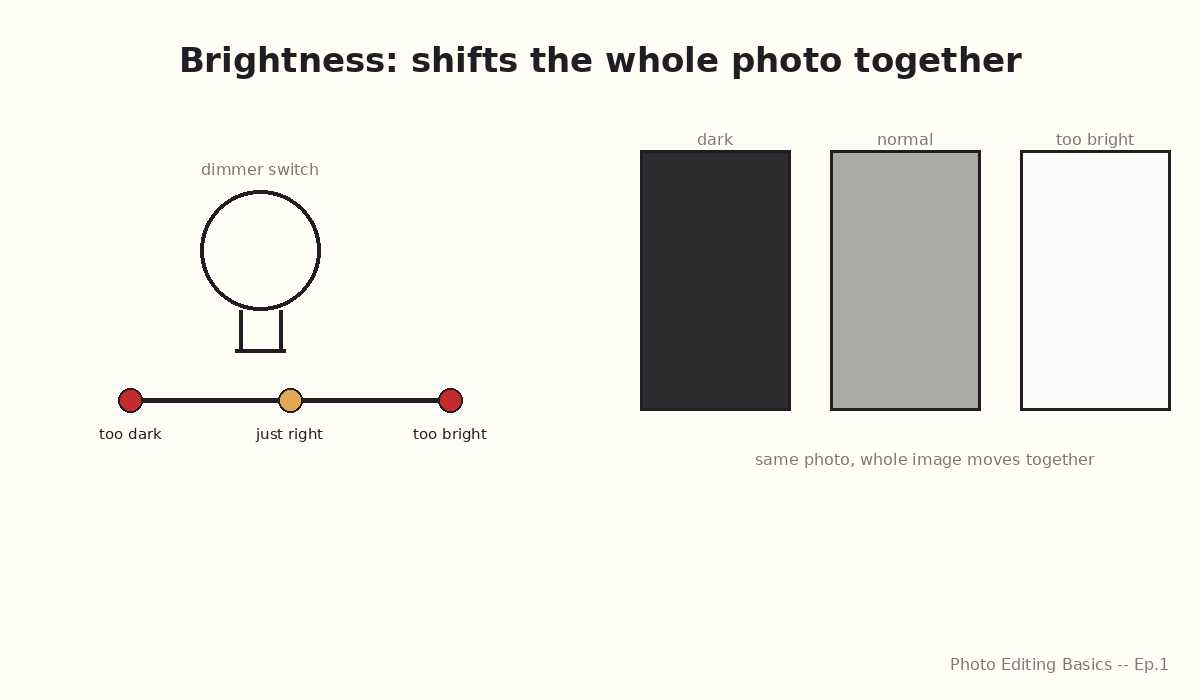 Brightness: shifts the whole photo together
dimmer switch
too dark
just right
too bright
dark
normal
too bright
same photo, whole image moves together
Photo Editing Basics -- Ep.1